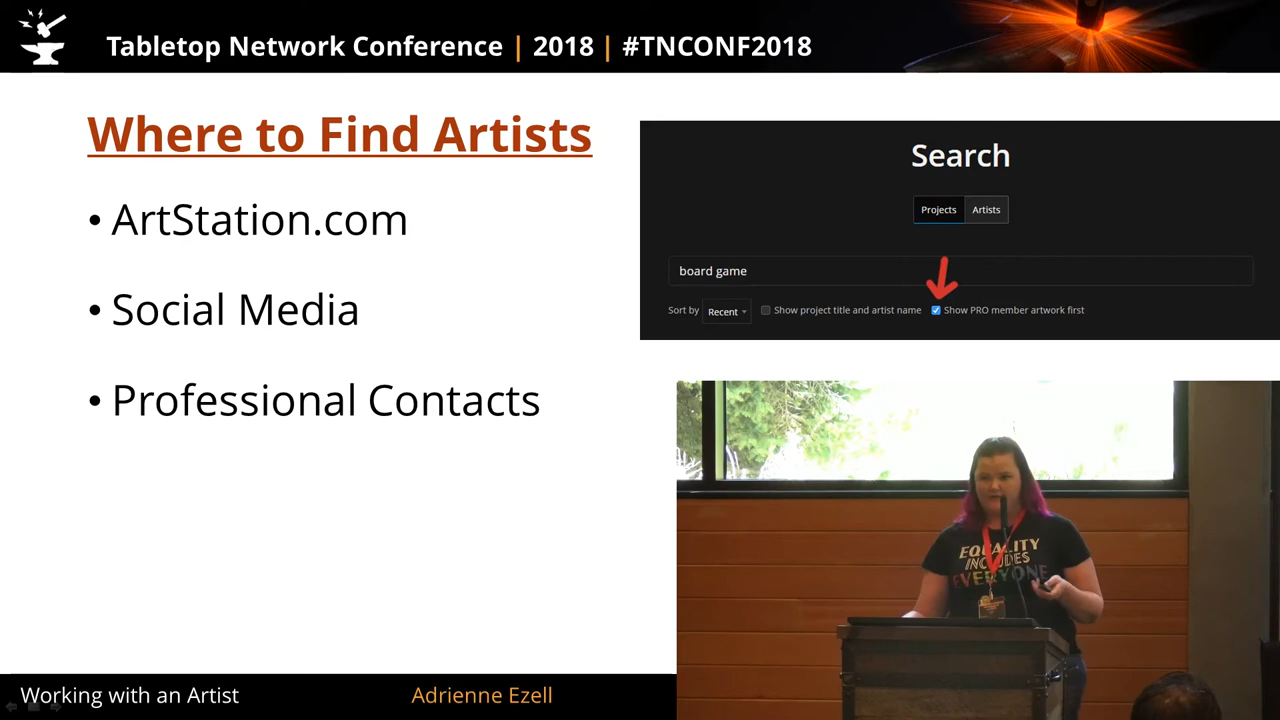 Tabletop Network Conference | 2018 | #TNCONF2018
Where to Find Artists
• ArtStation.com
• Social Media
• Professional Contacts
Search
Projects Artists
board game
Sort by Recent Show project title and artist name Show PRO member artwork first
EQUALITY
INCLUDES
EVERYONE
Working with an Artist Adrienne Ezell